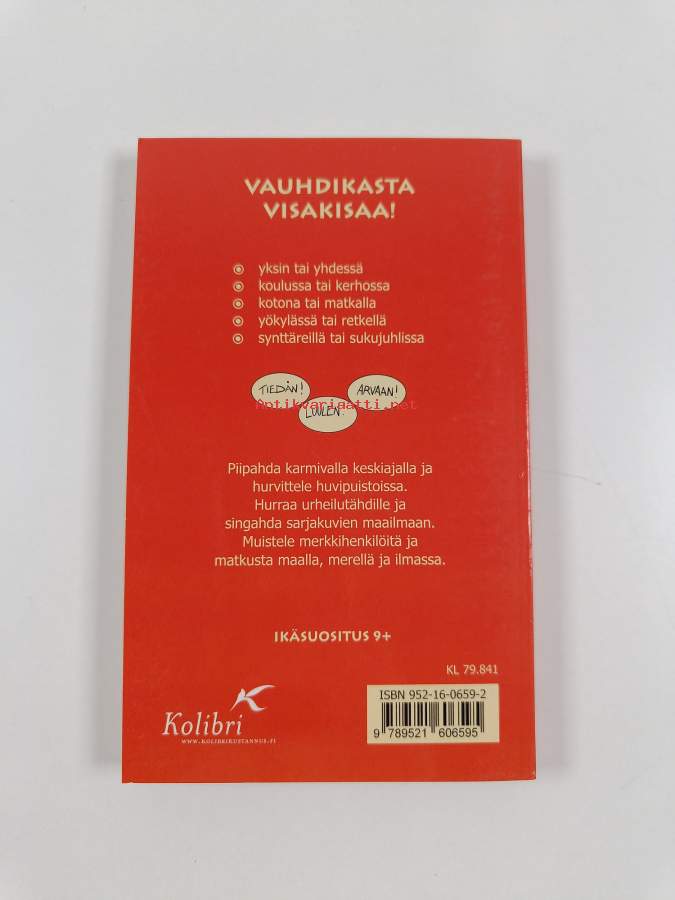 VAUHDIKASTA
VISAKISAA!
yksin tai yhdessä
koulussa tai kerhossa
kotona tai matkalla
yökylässä tai retkellä
synttäreillä tai sukujuhlissa
TIEDÄN!
ARVAAN!
Antikvariaatti.net
LUULEN.
Piipahda karmivalla keskiajalla ja
hurvittele huvipuistoissa.
Hurraa urheilutähdille ja
singahda sarjakuvien maailmaan.
Muistele merkkihenkilöitä ja
matkusta maalla, merellä ja ilmassa.
IKÄSUOSITUS 9+
KL 79.841
ISBN 952-16-0659-2
9 789521 606595
Kolibri
WWW.KOLIBRIKUSTANNUS.FI